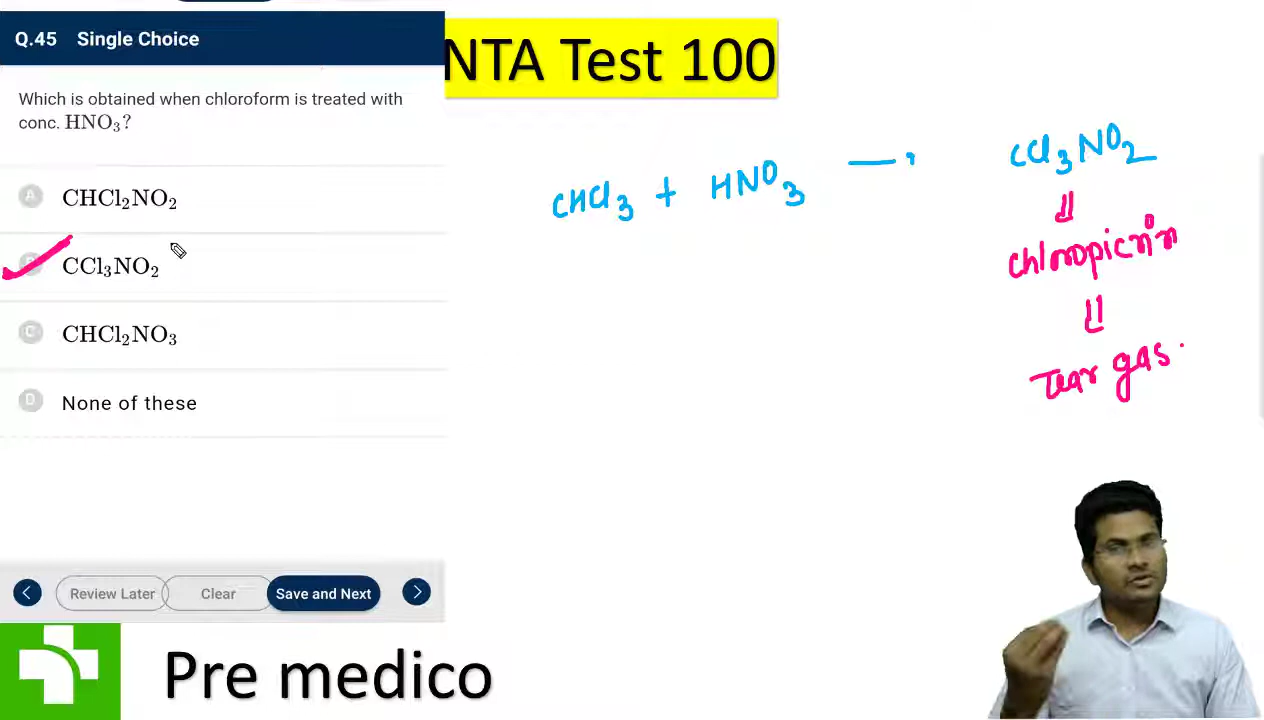 Q.45 Single Choice
NTA Test 100
Which is obtained when chloroform is treated with
conc. HNO₃?
A CHCl₂NO₂
CCl₃NO₂
C CHCl₂NO₃
D None of these
CHCl₃ + HNO₃ → CCl₃NO₂
chloropicrin
Tear gas.
Review Later Clear Save and Next
Pre medico